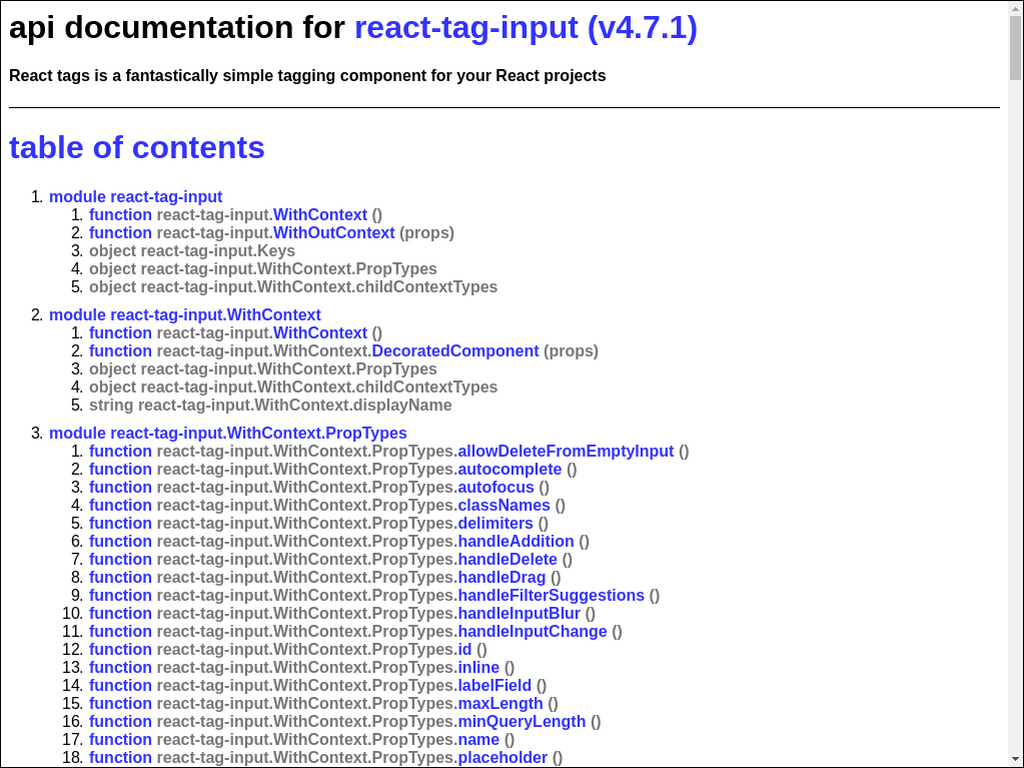 api documentation for react-tag-input (v4.7.1)
React tags is a fantastically simple tagging component for your React projects
table of contents
1. module react-tag-input
1. function react-tag-input.WithContext ()
2. function react-tag-input.WithOutContext (props)
3. object react-tag-input.Keys
4. object react-tag-input.WithContext.PropTypes
5. object react-tag-input.WithContext.childContextTypes
2. module react-tag-input.WithContext
1. function react-tag-input.WithContext ()
2. function react-tag-input.WithContext.DecoratedComponent (props)
3. object react-tag-input.WithContext.PropTypes
4. object react-tag-input.WithContext.childContextTypes
5. string react-tag-input.WithContext.displayName
3. module react-tag-input.WithContext.PropTypes
1. function react-tag-input.WithContext.PropTypes.allowDeleteFromEmptyInput ()
2. function react-tag-input.WithContext.PropTypes.autocomplete ()
3. function react-tag-input.WithContext.PropTypes.autofocus ()
4. function react-tag-input.WithContext.PropTypes.classNames ()
5. function react-tag-input.WithContext.PropTypes.delimiters ()
6. function react-tag-input.WithContext.PropTypes.handleAddition ()
7. function react-tag-input.WithContext.PropTypes.handleDelete ()
8. function react-tag-input.WithContext.PropTypes.handleDrag ()
9. function react-tag-input.WithContext.PropTypes.handleFilterSuggestions ()
10. function react-tag-input.WithContext.PropTypes.handleInputBlur ()
11. function react-tag-input.WithContext.PropTypes.handleInputChange ()
12. function react-tag-input.WithContext.PropTypes.id ()
13. function react-tag-input.WithContext.PropTypes.inline ()
14. function react-tag-input.WithContext.PropTypes.labelField ()
15. function react-tag-input.WithContext.PropTypes.maxLength ()
16. function react-tag-input.WithContext.PropTypes.minQueryLength ()
17. function react-tag-input.WithContext.PropTypes.name ()
18. function react-tag-input.WithContext.PropTypes.placeholder ()